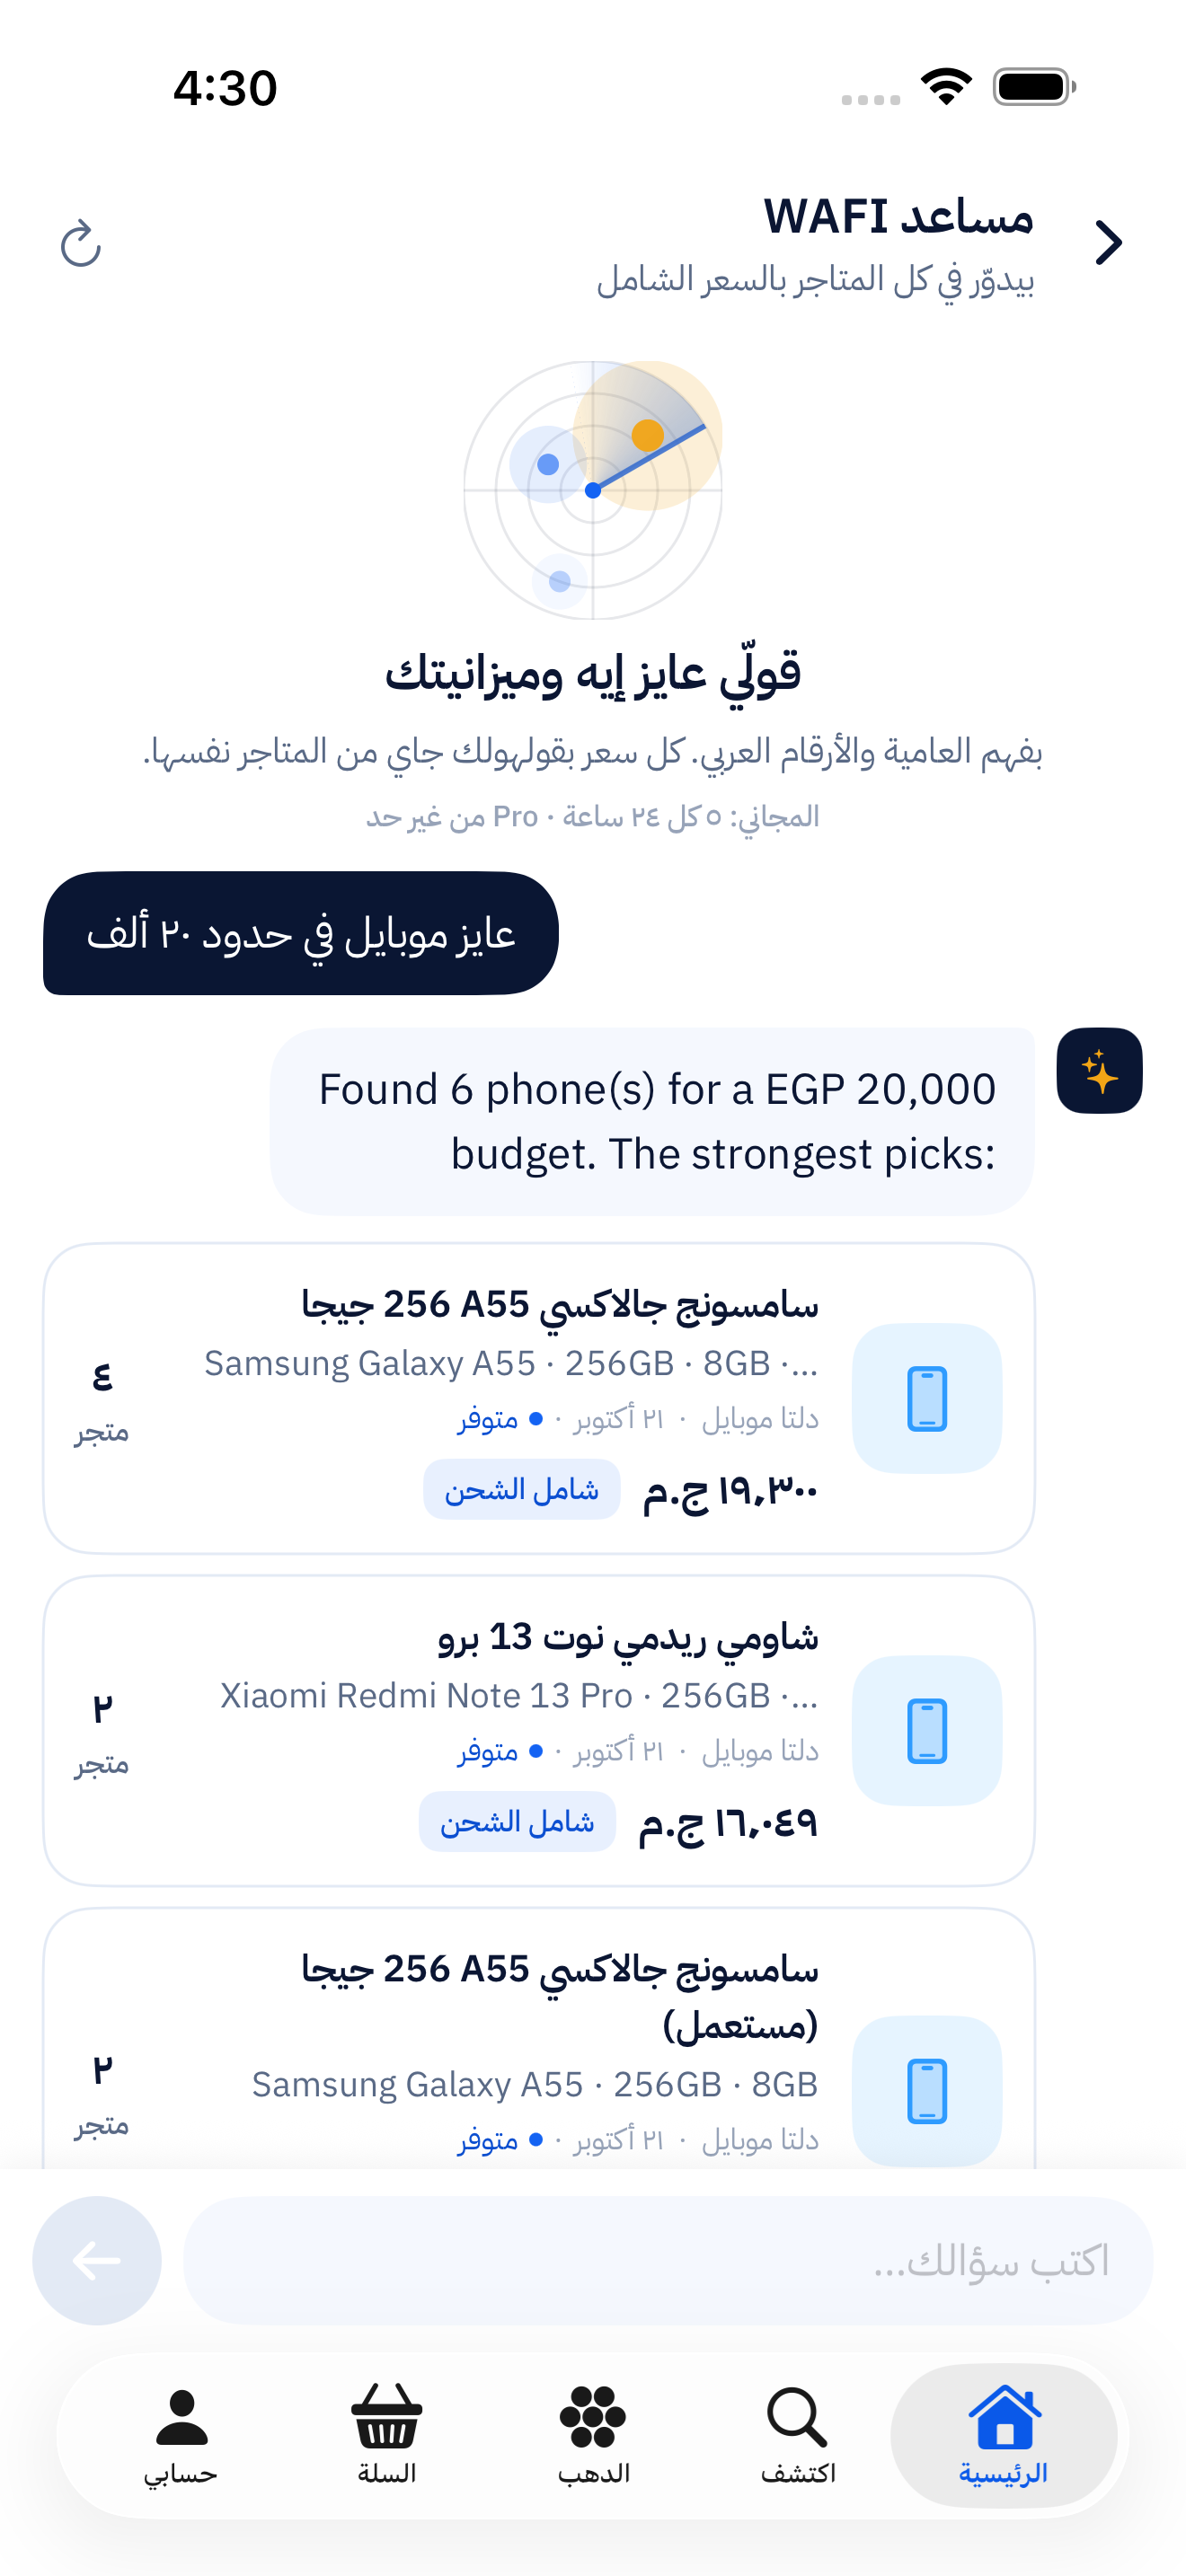 4:30
مساعد WAFI
بيدوّر في كل المتاجر بالسعر الشامل
قولّي عايز إيه وميزانيتك
بفهم العامية والأرقام العربي. كل سعر بقولهولك جاي من المتاجر نفسها.
المجاني: ٥ كل ٢٤ ساعة · Pro من غير حد
عايز موبايل في حدود ٢٠ ألف
Found 6 phone(s) for a EGP 20,000
budget. The strongest picks:
سامسونج جالاكسي A55 256 جيجا
Samsung Galaxy A55 · 256GB · 8GB ·...
دلتا موبايل · ٢١ أكتوبر · متوفر
١٩,٣٠٠ ج.م شامل الشحن
٤
متجر
شاومي ريدمي نوت 13 برو
Xiaomi Redmi Note 13 Pro · 256GB ·...
دلتا موبايل · ٢١ أكتوبر · متوفر
١٦,٠٤٩ ج.م شامل الشحن
٢
متجر
سامسونج جالاكسي A55 256 جيجا
(مستعمل)
Samsung Galaxy A55 · 256GB · 8GB
دلتا موبايل · ٢١ أكتوبر · متوفر
٢
متجر
اكتب سؤالك...
الرئيسية
اكتشف
الدهب
السلة
حسابي